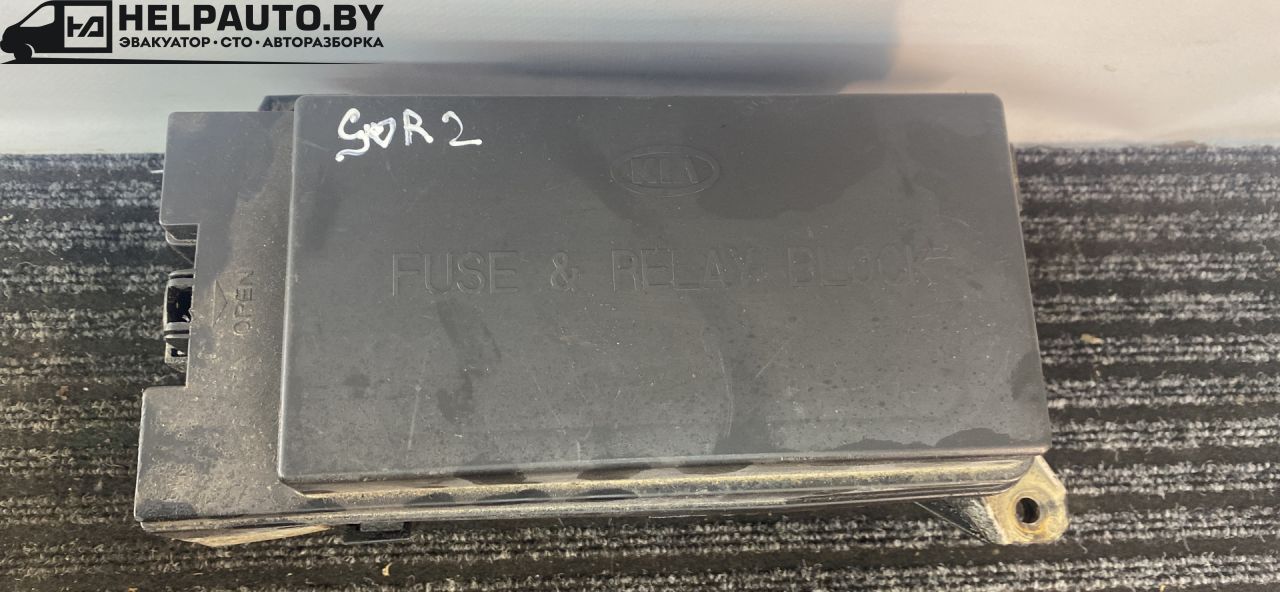 HELPAUTO.BY
ЭВАКУАТОР·СТО·АВТОРАЗБОРКА
SOR2
KIA
FUSE & RELAY BLOCK
OPEN